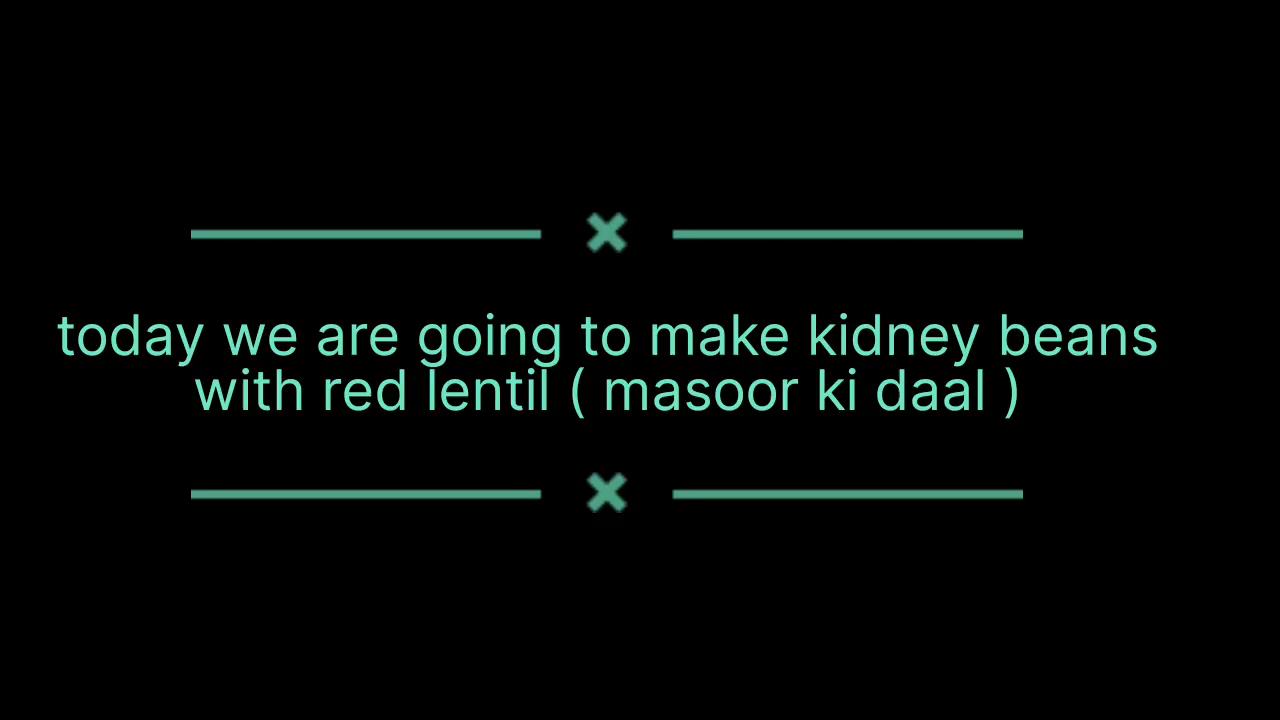 today we are going to make kidney beans
with red lentil ( masoor ki daal )